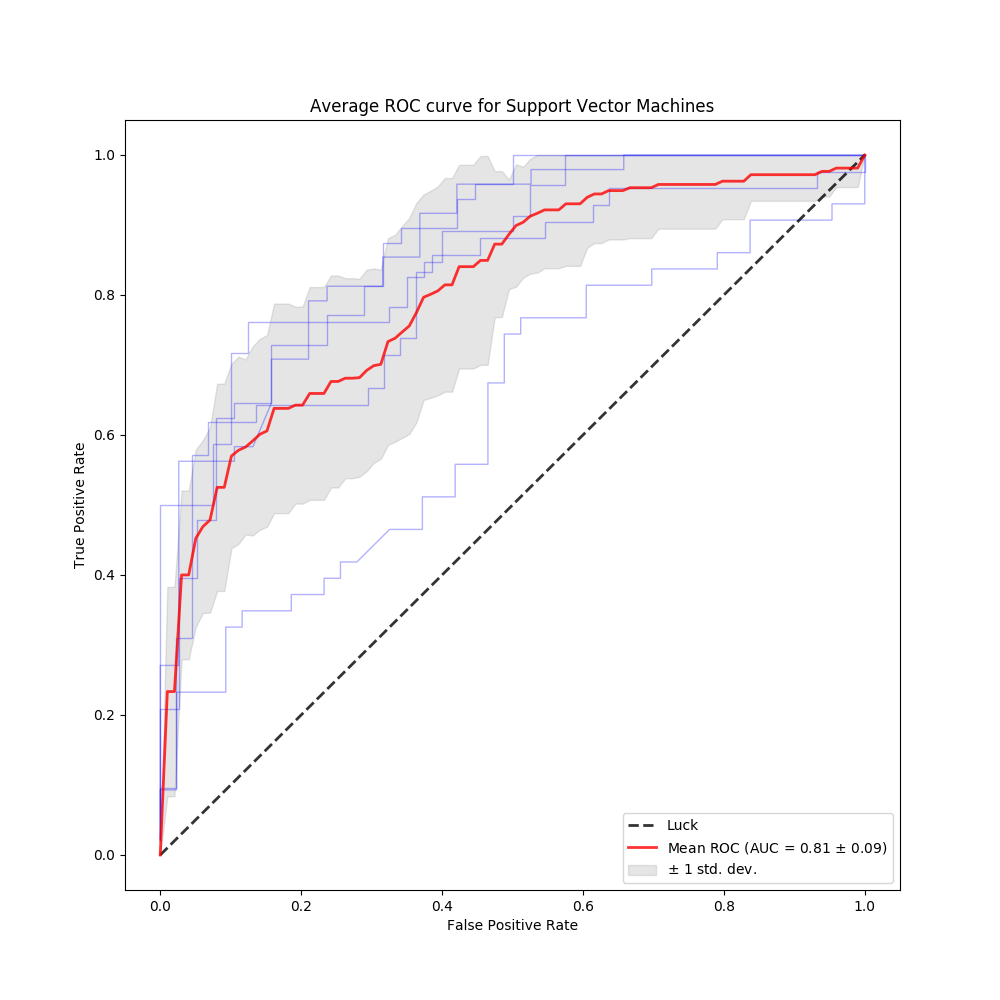 Average ROC curve for Support Vector Machines
1.0
0.8
0.6
0.4
0.2
0.0
True Positive Rate
Luck
Mean ROC (AUC = 0.81 ± 0.09)
± 1 std. dev.
0.0 0.2 0.4 0.6 0.8 1.0
False Positive Rate